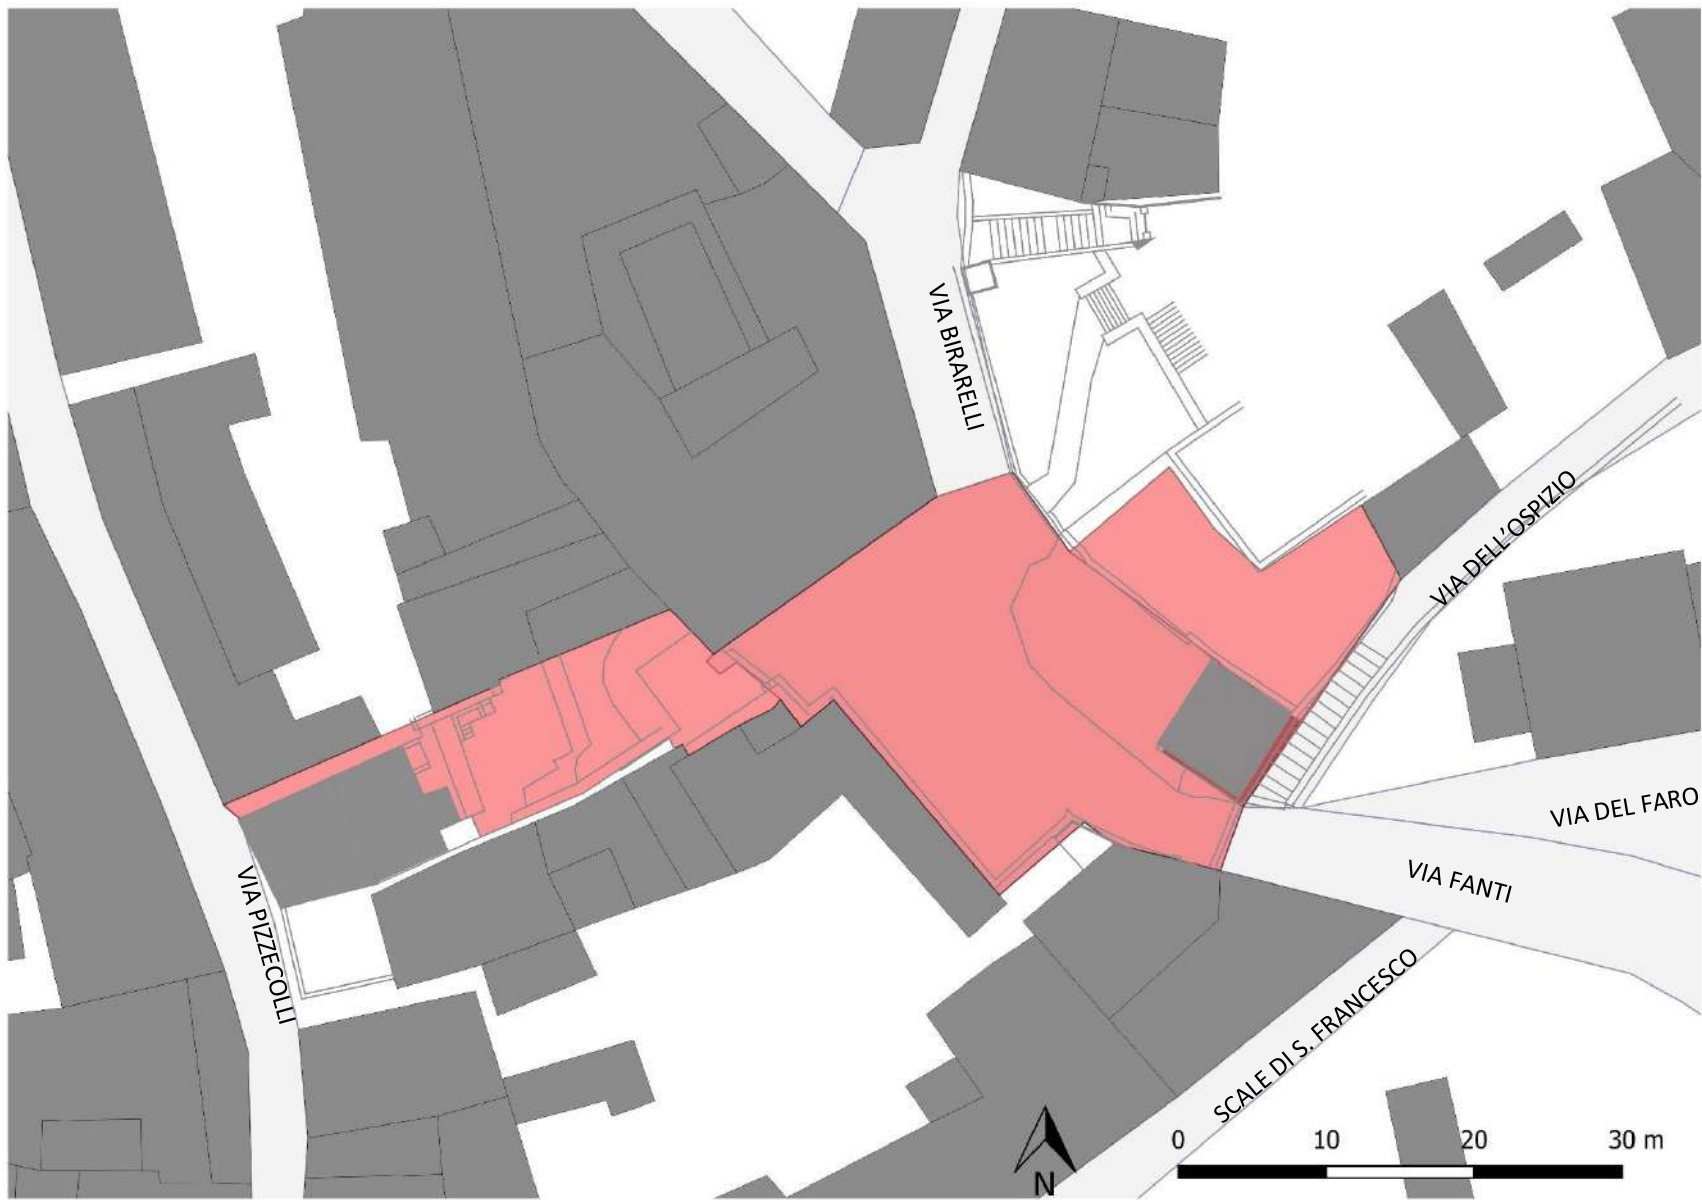 VIA BIRARELLI
VIA DELL'OSPIZIO
VIA DEL FARO
VIA FANTI
VIA PIZZECOLLI
SCALE DI S. FRANCESCO
N
0 10 20 30 m